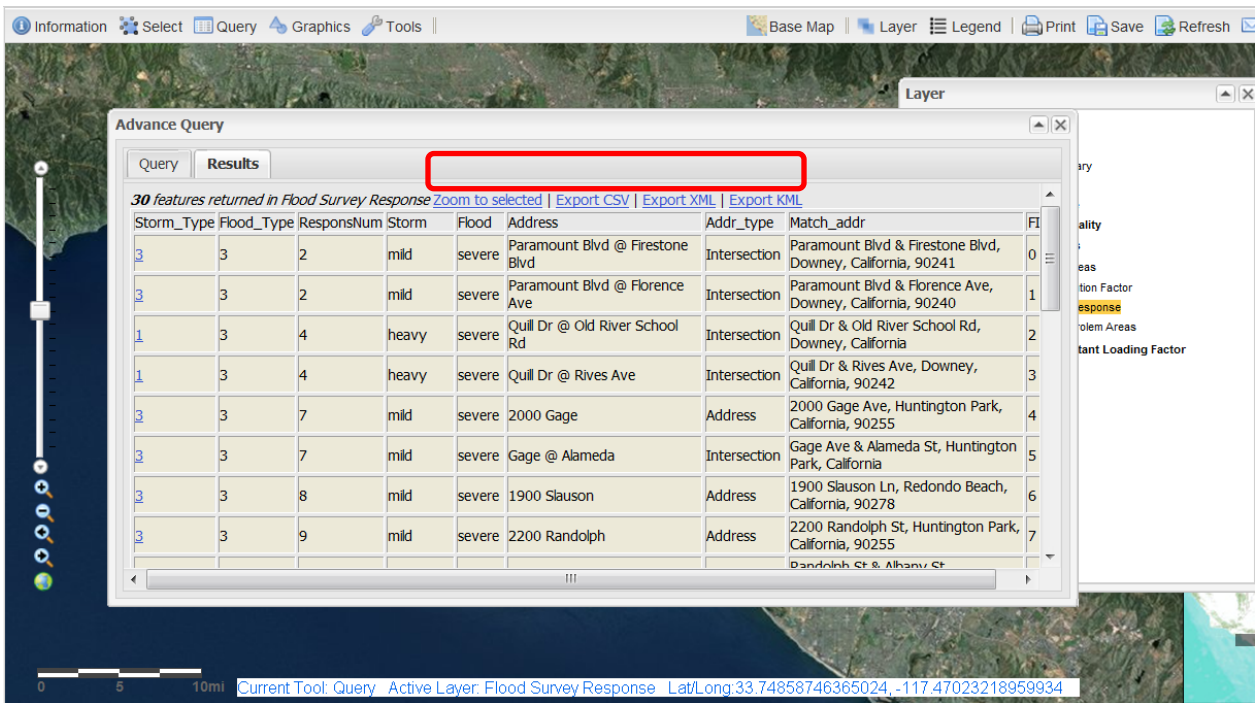 Information Select Query Graphics Tools Base Map Layer Legend Print Save Refresh
Layer
Advance Query
Query Results
30 features returned in Flood Survey Response Zoom to selected | Export CSV | Export XML | Export KML
Storm_Type Flood_Type ResponsNum Storm Flood Address Addr_type Match_addr FI
3 3 2 mild severe Paramount Blvd @ Firestone Blvd Intersection Paramount Blvd & Firestone Blvd, Downey, California, 90241 0
3 3 2 mild severe Paramount Blvd @ Florence Ave Intersection Paramount Blvd & Florence Ave, Downey, California, 90240 1
1 3 4 heavy severe Quill Dr @ Old River School Rd Intersection Quill Dr & Old River School Rd, Downey, California 2
1 3 4 heavy severe Quill Dr @ Rives Ave Intersection Quill Dr & Rives Ave, Downey, California, 90242 3
3 3 7 mild severe 2000 Gage Address 2000 Gage Ave, Huntington Park, California, 90255 4
3 3 7 mild severe Gage @ Alameda Intersection Gage Ave & Alameda St, Huntington Park, California 5
3 3 8 mild severe 1900 Slauson Address 1900 Slauson Ln, Redondo Beach, California, 90278 6
3 3 9 mild severe 2200 Randolph Address 2200 Randolph St, Huntington Park, California, 90255 7
Randolph St & Albany St
ary
ality
eas
tion Factor
esponse
rolem Areas
tant Loading Factor
0 5 10mi
Current Tool: Query Active Layer: Flood Survey Response Lat/Long:33.74858746365024, -117.47023218959934